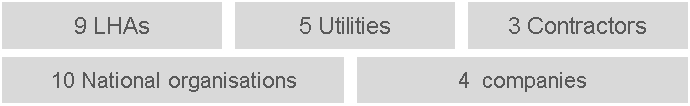 9 LHAs
5 Utilities
3 Contractors
10 National organisations
4 companies